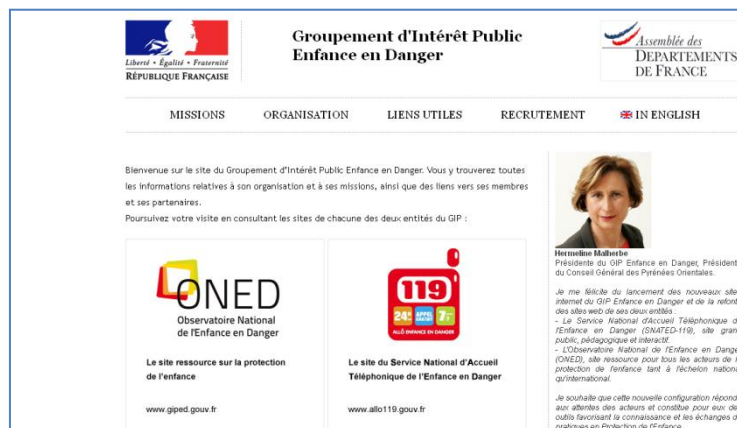 Groupement d'Intérêt Public
Enfance en Danger
Liberté • Égalité • Fraternité
RÉPUBLIQUE FRANÇAISE
Assemblée des
DEPARTEMENTS
DE FRANCE
MISSIONS ORGANISATION LIENS UTILES RECRUTEMENT IN ENGLISH
Bienvenue sur le site du Groupement d'Intérêt Public Enfance en Danger. Vous y trouverez toutes
les informations relatives à son organisation et à ses missions, ainsi que des liens vers ses membres
et ses partenaires.
Poursuivez votre visite en consultant les sites de chacune des deux entités du GIP :
ONED
Observatoire National
de l'Enfance en Danger
Le site ressource sur la protection
de l'enfance
www.giped.gouv.fr
119
24h APPEL GRATUIT 7j
ALLÔ ENFANCE EN DANGER
Le site du Service National d'Accueil
Téléphonique de l'Enfance en Danger
www.allo119.gouv.fr
Hermeline Malherbe
Présidente du GIP Enfance en Danger, Président
du Conseil Général des Pyrénées Orientales.
Je me félicite du lancement des nouveaux site
internet du GIP Enfance en Danger et de la refont
des sites web de ses deux entités :
- Le Service National d'Accueil Téléphonique d
l'Enfance en Danger (SNATED-119), site gran
public, pédagogique et interactif.
- L'Observatoire National de l'Enfance en Dange
(ONED), site ressource pour tous les acteurs de l
protection de l'enfance tant à l'échelon nationa
qu'international.
Je souhaite que cette nouvelle configuration répond
aux attentes des acteurs et constitue pour eux de
outils favorisant la connaissance et les échanges d
pratiques en Protection de l'Enfance.